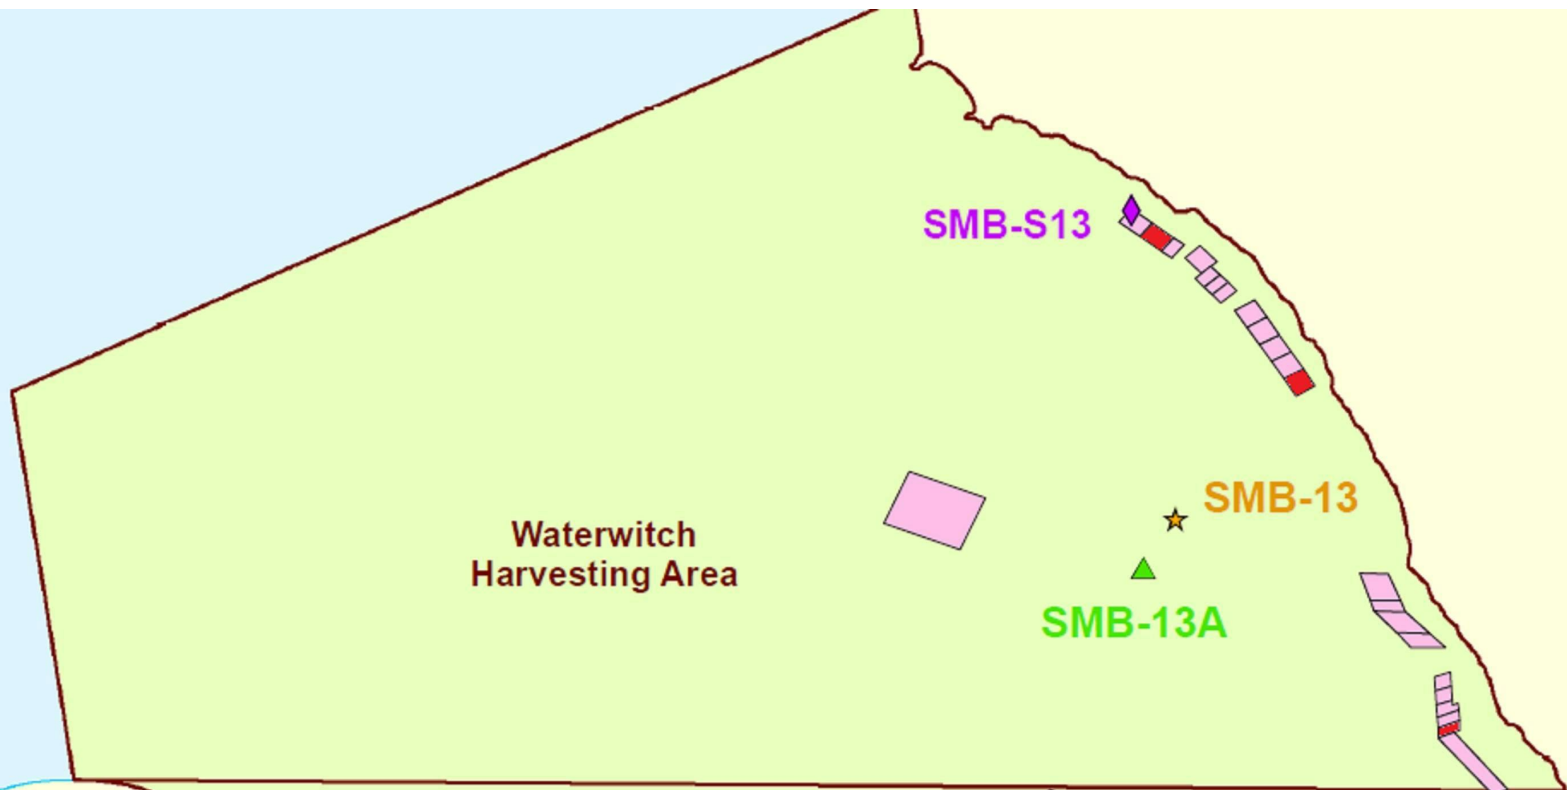 SMB-S13
SMB-13
Waterwitch
Harvesting Area
SMB-13A